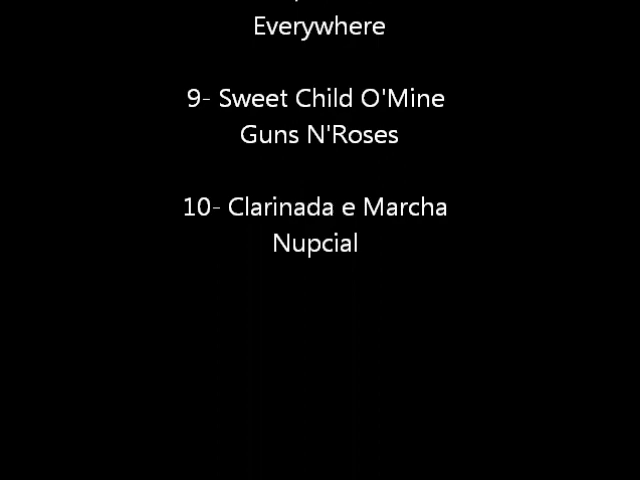 Everywhere
9- Sweet Child O'Mine
Guns N'Roses
10- Clarinada e Marcha
Nupcial